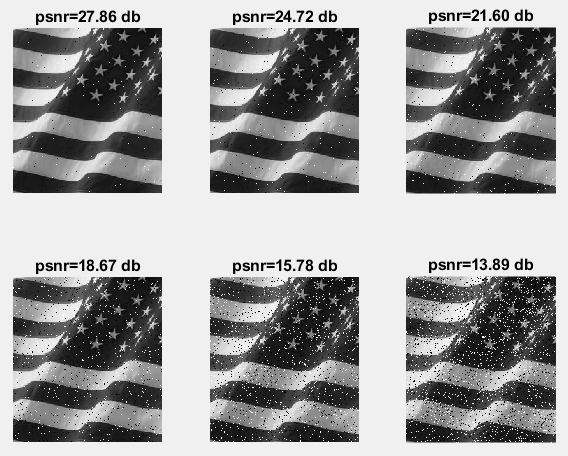 psnr=27.86 db
psnr=24.72 db
psnr=21.60 db
psnr=18.67 db
psnr=15.78 db
psnr=13.89 db